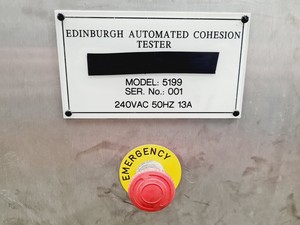 EDINBURGH AUTOMATED COHESION
TESTER
MODEL: 5199
SER. No.: 001
240VAC 50HZ 13A
EMERGENCY